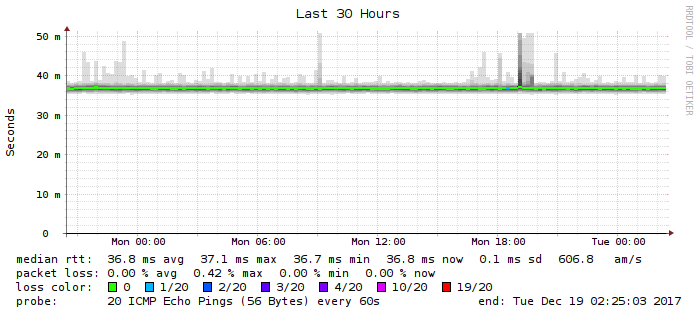 Last 30 Hours
RRDTOOL / TOBI OETIKER
Seconds
50 m
40 m
30 m
20 m
10 m
0
Mon 00:00 Mon 06:00 Mon 12:00 Mon 18:00 Tue 00:00
median rtt: 36.8 ms avg 37.1 ms max 36.7 ms min 36.8 ms now 0.1 ms sd 606.8 am/s
packet loss: 0.00 % avg 0.42 % max 0.00 % min 0.00 % now
loss color: 0 1/20 2/20 3/20 4/20 10/20 19/20
probe: 20 ICMP Echo Pings (56 Bytes) every 60s end: Tue Dec 19 02:25:03 2017